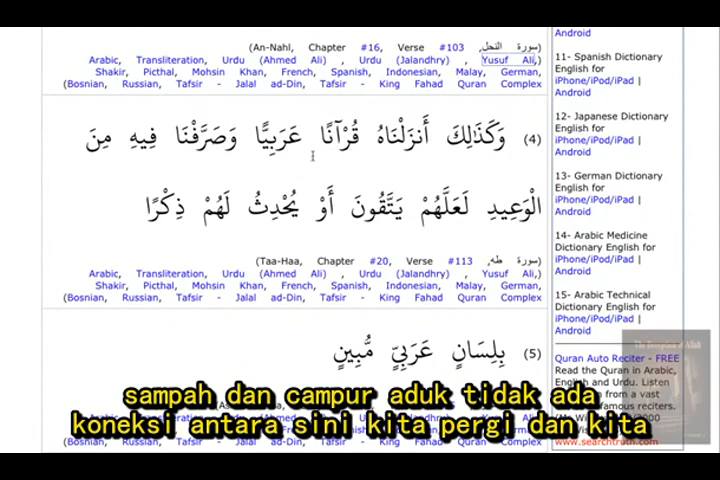 (An-Nahl, Chapter #16, Verse #103 سورة النحل,)
Arabic, Transliteration, Urdu (Ahmed Ali) , Urdu (Jalandhry) , Yusuf Ali,)
Shakir, Picthal, Mohsin Khan, French, Spanish, Indonesian, Malay, German,
(Bosnian, Russian, Tafsir - Jalal ad-Din, Tafsir - King Fahad Quran Complex
(4) وَكَذَٰلِكَ أَنزَلْنَاهُ قُرْآنًا عَرَبِيًّا وَصَرَّفْنَا فِيهِ مِنَ
الْوَعِيدِ لَعَلَّهُمْ يَتَّقُونَ أَوْ يُحْدِثُ لَهُمْ ذِكْرًا
(Taa-Haa, Chapter #20, Verse #113 سورة طه,)
Arabic, Transliteration, Urdu (Ahmed Ali) , Urdu (Jalandhry) , Yusuf Ali,)
Shakir, Picthal, Mohsin Khan, French, Spanish, Indonesian, Malay, German,
(Bosnian, Russian, Tafsir - Jalal ad-Din, Tafsir - King Fahad Quran Complex
(5) بِلِسَانٍ عَرَبِيٍّ مُّبِينٍ
Android
11- Spanish Dictionary
English for
iPhone/iPod/iPad |
Android
12- Japanese Dictionary
English for
iPhone/iPod/iPad |
Android
13- German Dictionary
English for
iPhone/iPod/iPad |
Android
14- Arabic Medicine
Dictionary English for
iPhone/iPod/iPad |
Android
15- Arabic Technical
Dictionary English for
iPhone/iPod/iPad |
Android
Quran Auto Reciter - FREE
Read the Quran in Arabic,
English and Urdu. Listen
from a vast
famous reciters.
www.searchtruth.com
The Deception of Allah
sampah dan campur aduk tidak ada
koneksi antara sini kita pergi dan kita